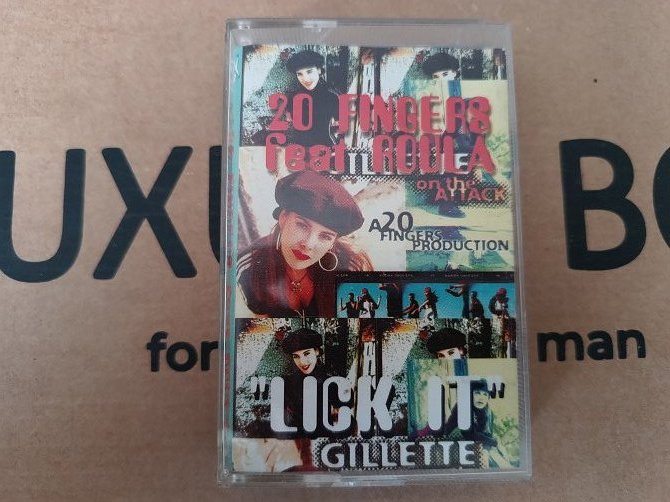 20 FINGERS
feat ROULA
on the
ATTACK
A 20
FINGERS
PRODUCTION
UXU
BO
for
man
"LICK IT"
GILLETTE